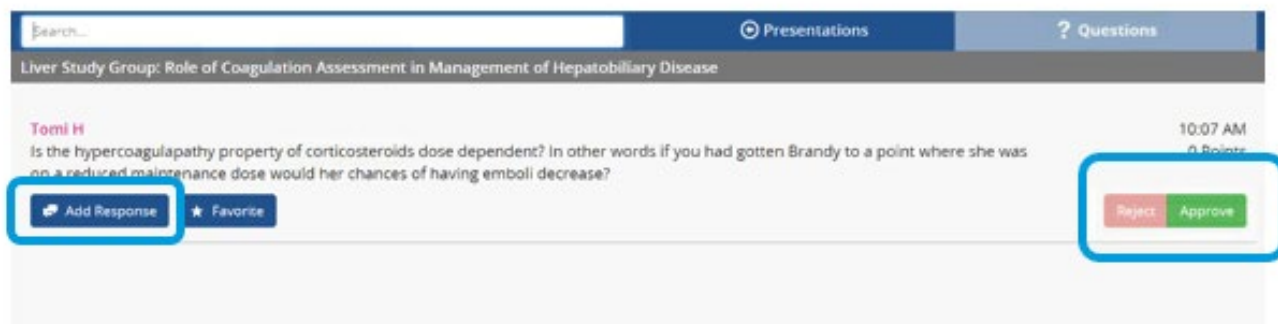 Search...
Presentations
? Questions
Liver Study Group: Role of Coagulation Assessment in Management of Hepatobiliary Disease
Tomi H
10:07 AM
Is the hypercoagulapathy property of corticosteroids dose dependent? In other words if you had gotten Brandy to a point where she was
0 Points
on a reduced maintenance dose would her chances of having emboli decrease?
Add Response
Favorite
Reject
Approve